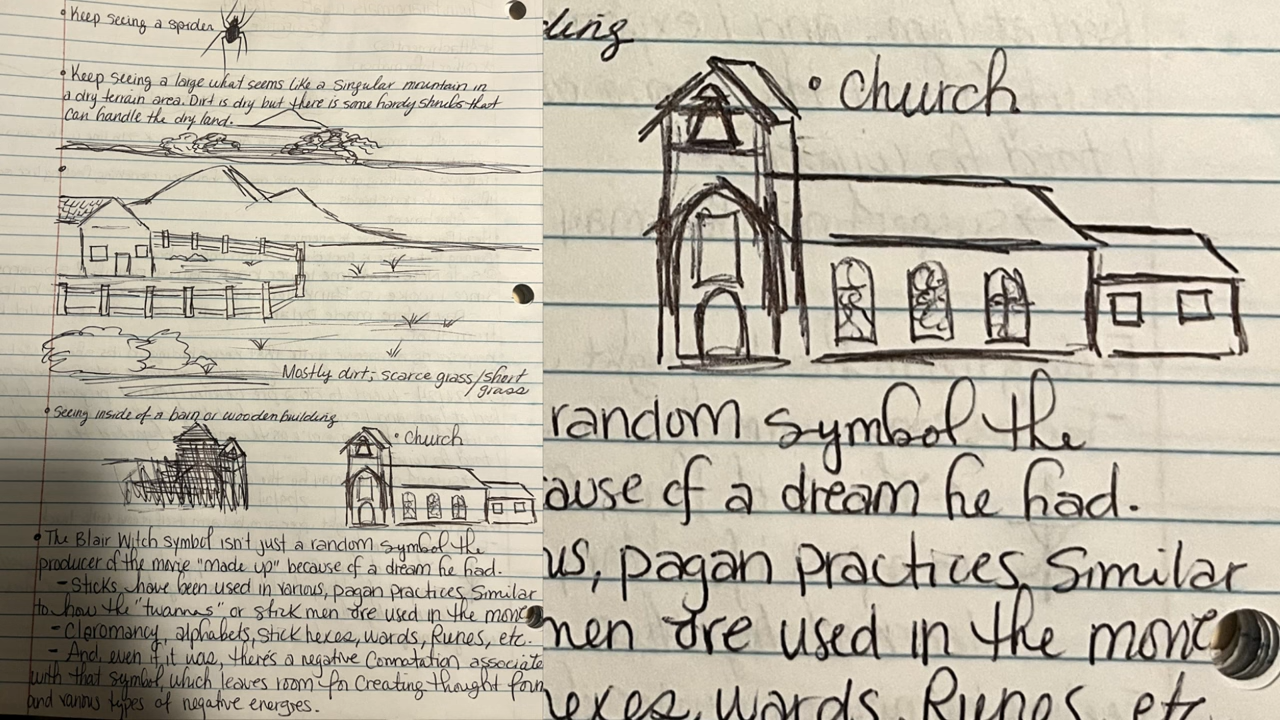 • Keep seeing a spider
• Keep seeing a large what seems like a singular mountain in
a dry terrain area. Dirt is dry but there is some hardy shrubs that
can handle the dry land.
•
Mostly dirt; scarce grass/short
grass
• Seeing inside of a barn or wooden building
• Church
• The Blair Witch symbol isn't just a random symbol the
producer of the movie "made up" because of a dream he had.
- Sticks have been used in various, pagan practices. Similar
to how the "twannas" or stick men are used in the movie
- Cleromancy, alphabets, stick hexes, wards, Runes, etc.
- And even if it was, there's a negative connotation associate
with that symbol, which leaves room for creating thought form
and various types of negative energies.
ding
• Church
random symbol the
ause of a dream he had.
us, pagan practices. Similar
men are used in the movie
hexes, wards, Runes, etc.